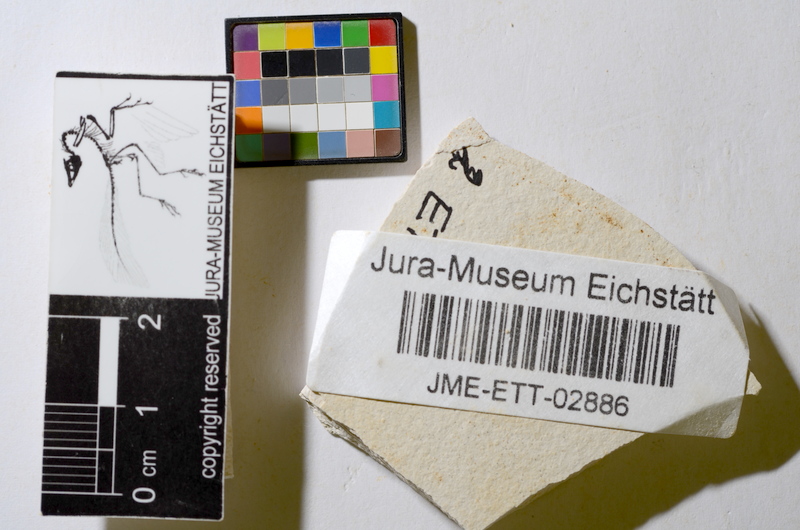 JURA-MUSEUM EICHSTÄTT
copyright reserved
2
1
0 cm
Jura-Museum Eichstätt
JME-ETT-02886